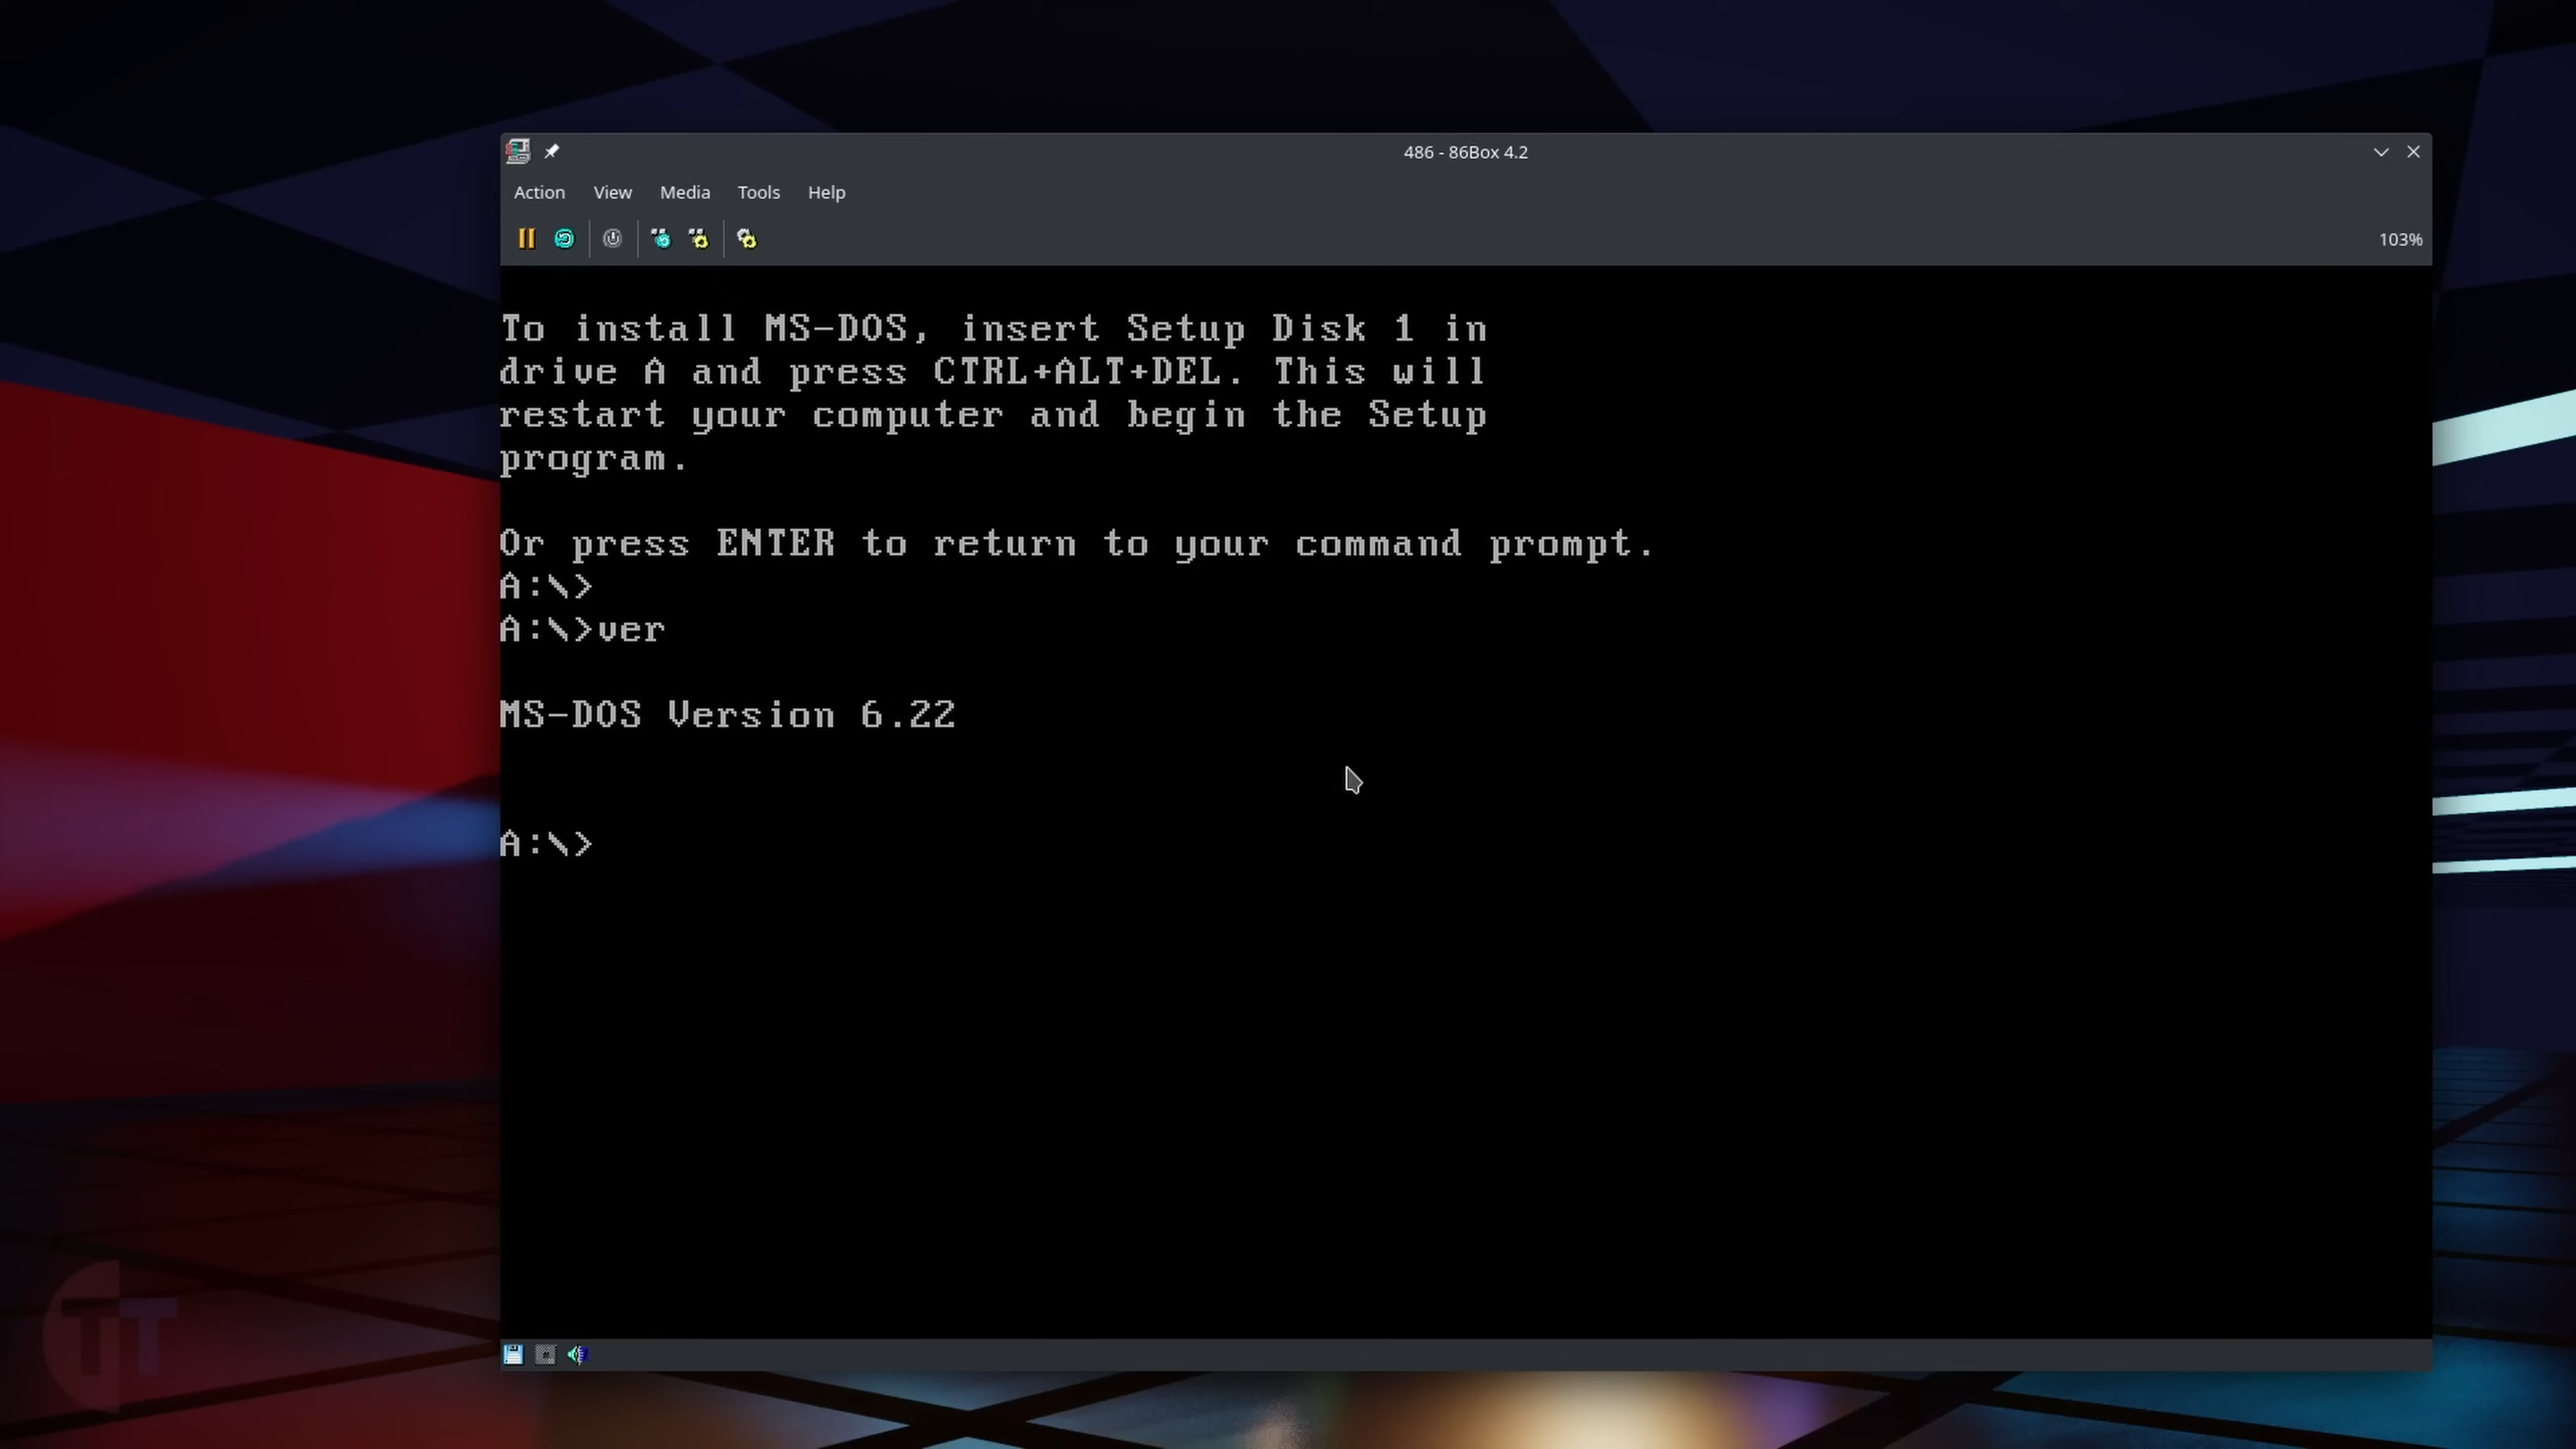 486 - 86Box 4.2
Action View Media Tools Help
103%
To install MS-DOS, insert Setup Disk 1 in
drive A and press CTRL+ALT+DEL. This will
restart your computer and begin the Setup
program.
Or press ENTER to return to your command prompt.
A:\>
A:\>ver
MS-DOS Version 6.22
A:\>
TT